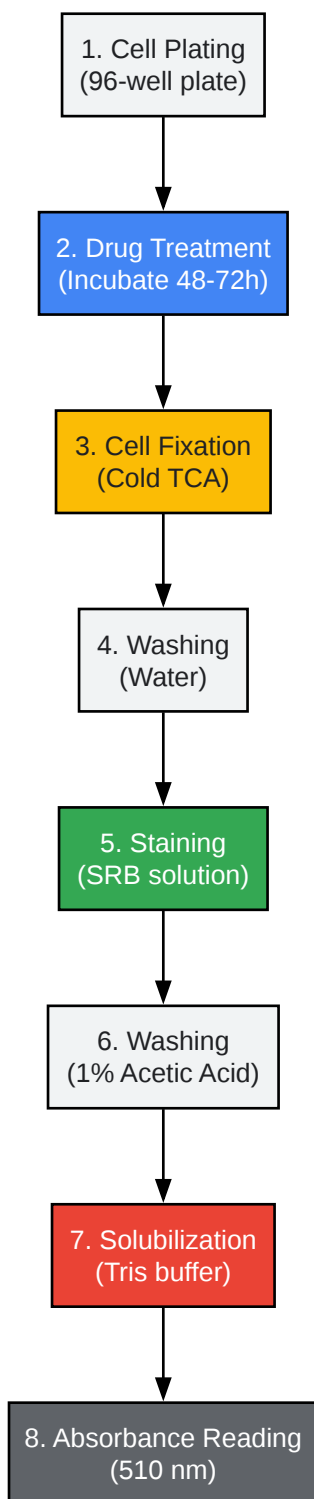 1. Cell Plating
(96-well plate)
2. Drug Treatment
(Incubate 48-72h)
3. Cell Fixation
(Cold TCA)
4. Washing
(Water)
5. Staining
(SRB solution)
6. Washing
(1% Acetic Acid)
7. Solubilization
(Tris buffer)
8. Absorbance Reading
(510 nm)